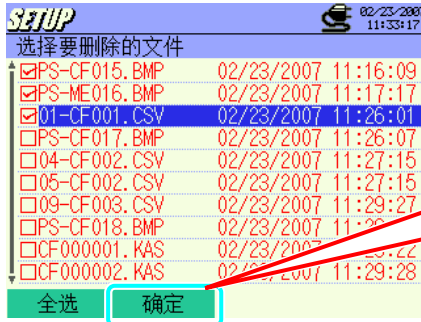 SETUP
02/23/200
11:33:17
选择要删除的文件
PS-CF015.BMP 02/23/2007 11:16:09
PS-ME016.BMP 02/23/2007 11:17:17
01-CF001.CSV 02/23/2007 11:26:01
PS-CF017.BMP 02/23/2007 11:26:07
04-CF002.CSV 02/23/2007 11:27:15
05-CF002.CSV 02/23/2007 11:27:15
09-CF003.CSV 02/23/2007 11:29:27
PS-CF018.BMP 02/23/2007
CF000001.KAS
CF000002.KAS 02/23/2007 11:29:28
全选 确定